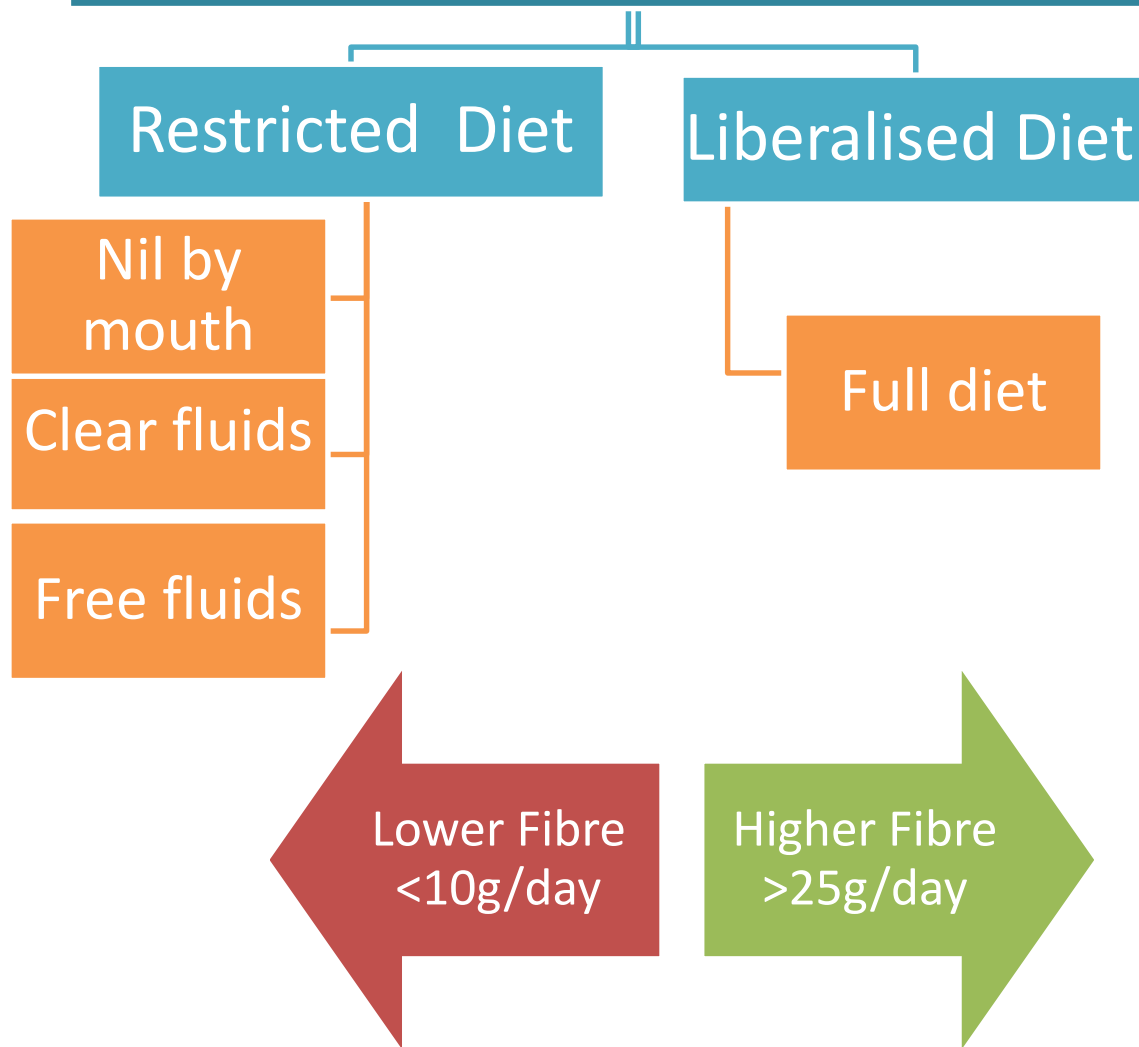 Restricted Diet
Liberalised Diet
Nil by
mouth
Clear fluids
Free fluids
Full diet
Lower Fibre
<10g/day
Higher Fibre
>25g/day